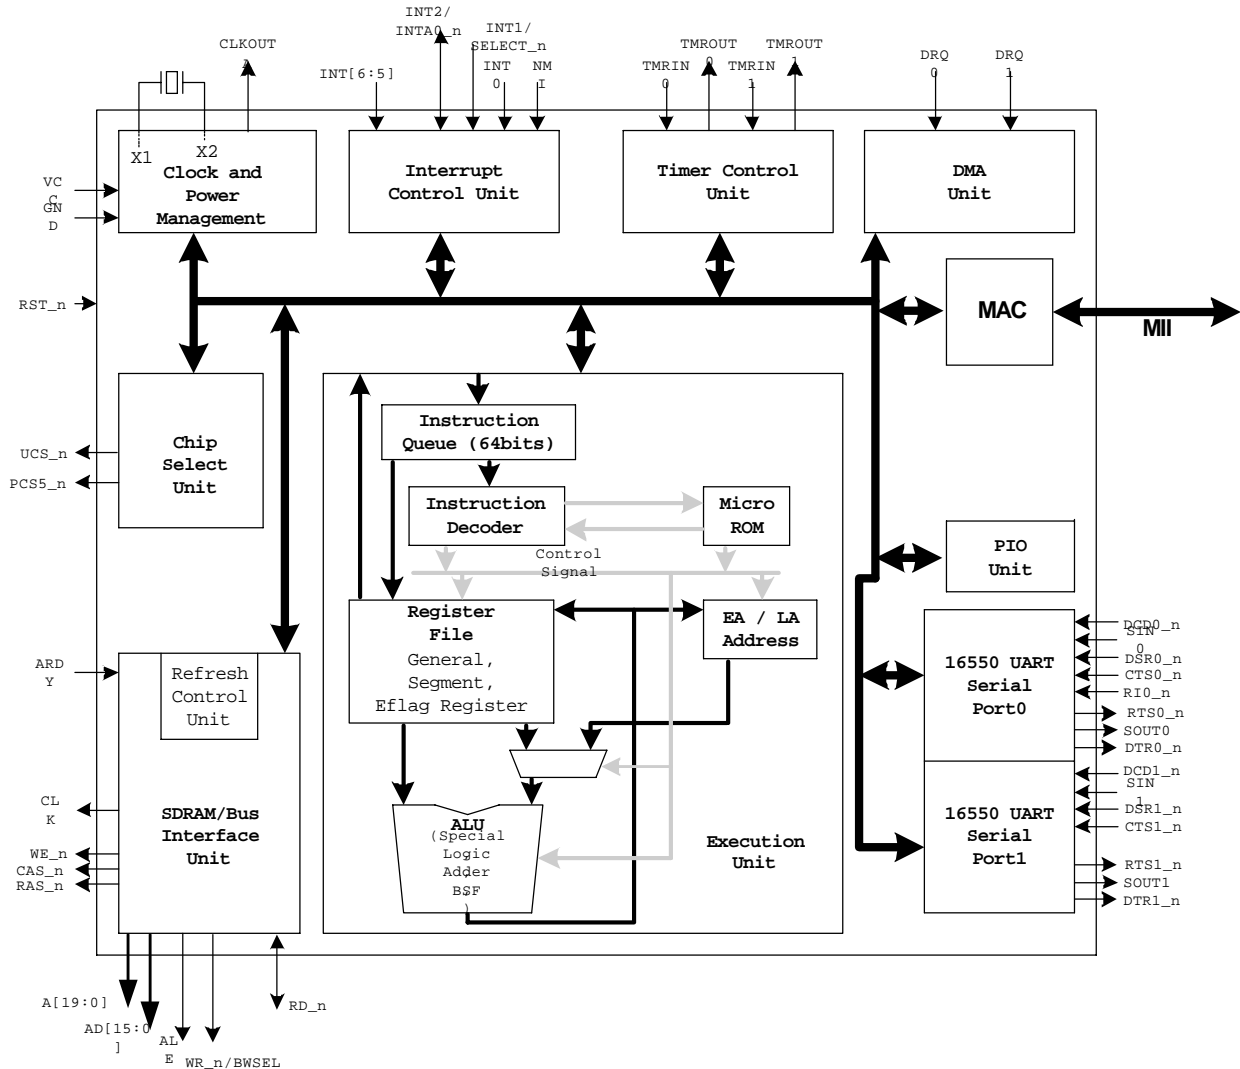 INT2/
INTA0_n
INT1/
SELECT_n
CLKOUT
A
INT[6:5]
INT
0
NM
I
TMROUT
0
TMROUT
1
TMRIN
0
TMRIN
1
DRQ
0
DRQ
1
X1
X2
Clock and
Power
Management
Interrupt
Control Unit
Timer Control
Unit
DMA
Unit
VC
C
GN
D
RST_n
MAC
MII
Chip
Select
Unit
UCS_n
PCS5_n
Instruction
Queue (64bits)
Instruction
Decoder
Micro
ROM
Control
Signal
PIO
Unit
Register
File
General,
Segment,
Eflag Register
EA / LA
Address
ARD
Y
Refresh
Control
Unit
16550 UART
Serial
Port0
DCD0_n
SIN
0
DSR0_n
CTS0_n
RI0_n
RTS0_n
SOUT0
DTR0_n
CL
K
SDRAM/Bus
Interface
Unit
WE_n
CAS_n
RAS_n
ALU
(Special
,
Logic
,
Adder
,
BSF
)
Execution
Unit
16550 UART
Serial
Port1
DCD1_n
SIN
1
DSR1_n
CTS1_n
RTS1_n
SOUT1
DTR1_n
A[19:0]
AD[15:0
]
AL
E
WR_n/BWSEL
RD_n